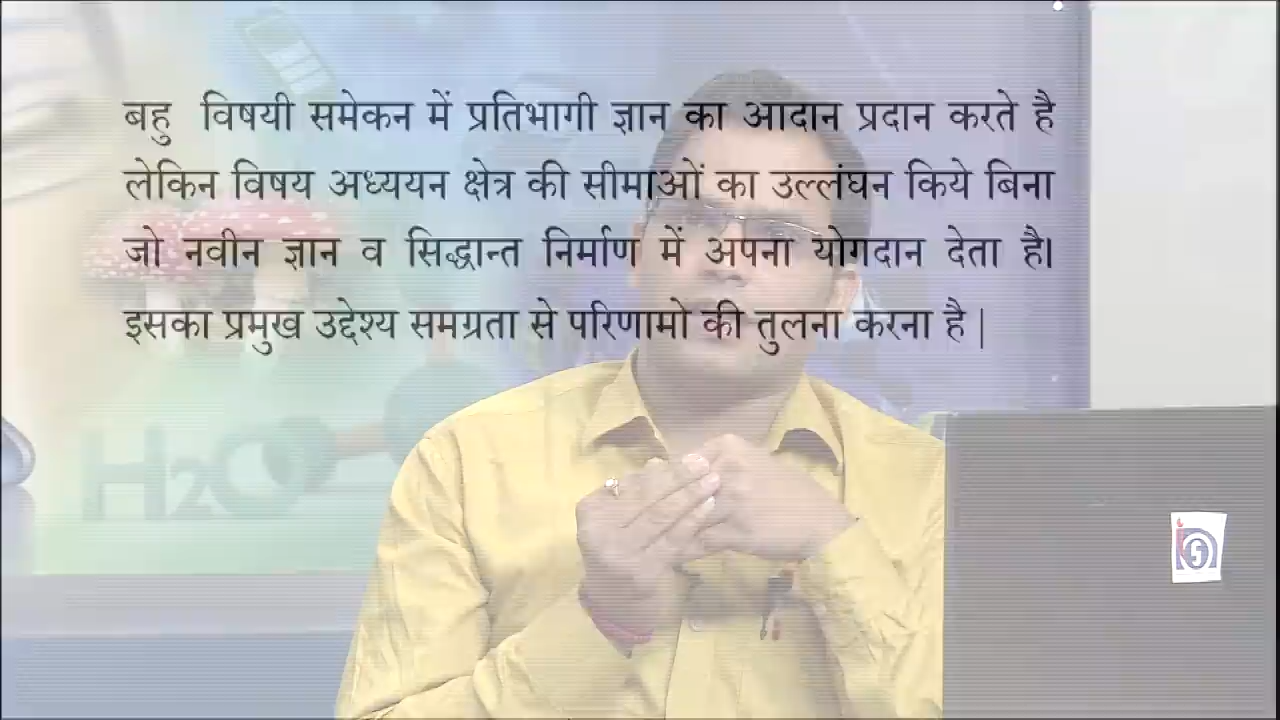 बहु विषयी समेकन में प्रतिभागी ज्ञान का आदान प्रदान करते है
लेकिन विषय अध्ययन क्षेत्र की सीमाओं का उल्लंघन किये बिना
जो नवीन ज्ञान व सिद्धान्त निर्माण में अपना योगदान देता है।
इसका प्रमुख उद्देश्य समग्रता से परिणामो की तुलना करना है |
H2O